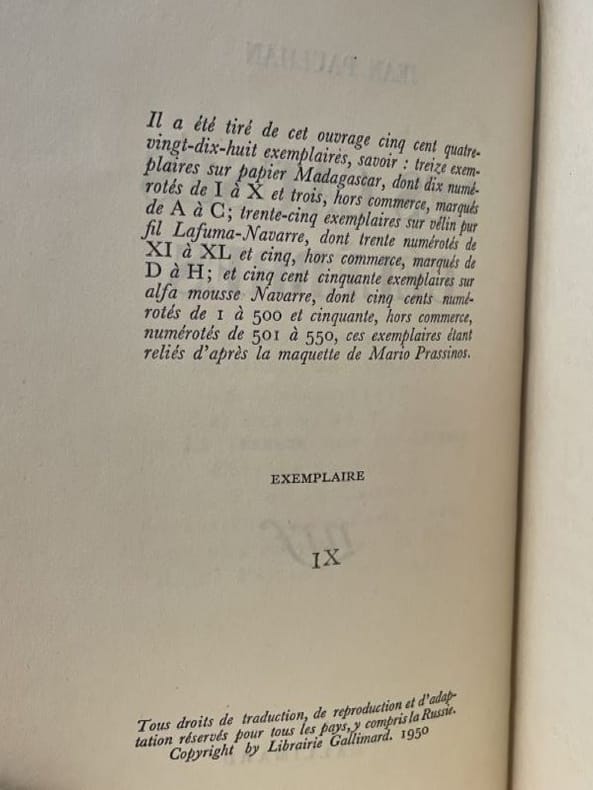 Il a été tiré de cet ouvrage cinq cent quatre-
vingt-dix-huit exemplaires, savoir : treize exem-
plaires sur papier Madagascar, dont dix numé-
rotés de I à X et trois, hors commerce, marqués
de A à C; trente-cinq exemplaires sur vélin pur
fil Lafuma-Navarre, dont trente numérotés de
XI à XL et cinq, hors commerce, marqués de
D à H; et cinq cent cinquante exemplaires sur
alfa mousse Navarre, dont cinq cents numé-
rotés de 1 à 500 et cinquante, hors commerce,
numérotés de 501 à 550, ces exemplaires étant
reliés d'après la maquette de Mario Prassinos.
EXEMPLAIRE
IX
Tous droits de traduction, de reproduction et d'adap-
tation réservés pour tous les pays, y compris la Russie.
Copyright by Librairie Gallimard. 1950